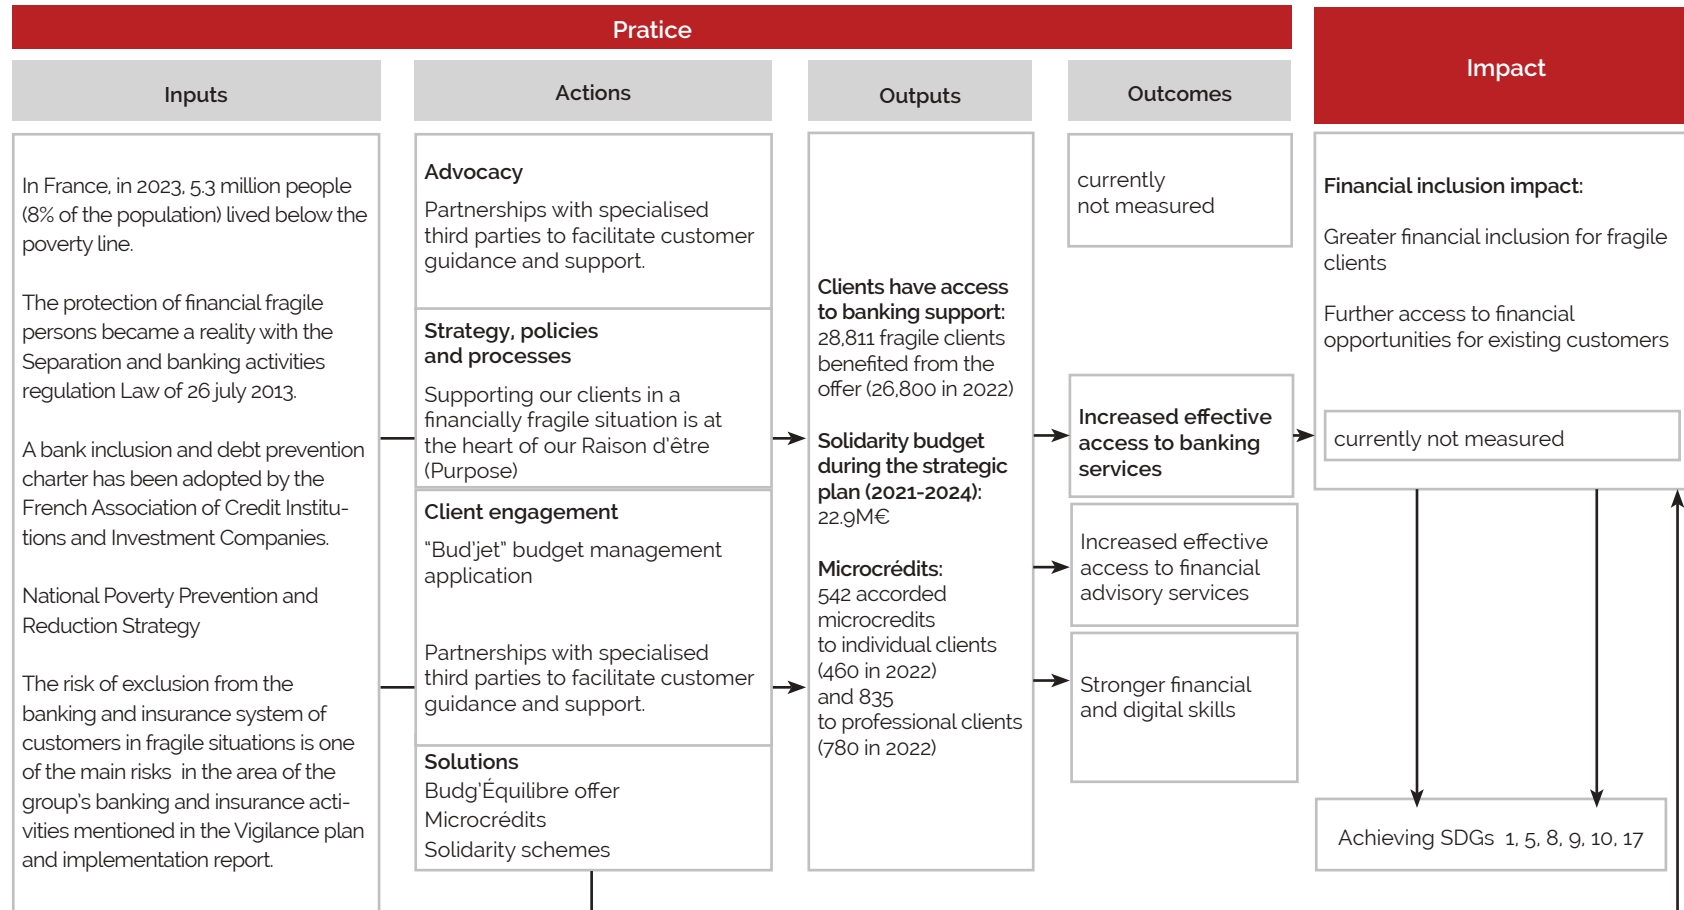 Pratice
Impact
Inputs
Actions
Outputs
Outcomes
In France, in 2023, 5.3 million people
(8% of the population) lived below the
poverty line.
The protection of financial fragile
persons became a reality with the
Separation and banking activities
regulation Law of 26 july 2013.
A bank inclusion and debt prevention
charter has been adopted by the
French Association of Credit Institu-
tions and Investment Companies.
National Poverty Prevention and
Reduction Strategy
The risk of exclusion from the
banking and insurance system of
customers in fragile situations is one
of the main risks in the area of the
group's banking and insurance acti-
vities mentioned in the Vigilance plan
and implementation report.
Advocacy
Partnerships with specialised
third parties to facilitate customer
guidance and support.
Strategy, policies
and processes
Supporting our clients in a
financially fragile situation is at
the heart of our Raison d'être
(Purpose)
Client engagement
"Bud'jet" budget management
application
Partnerships with specialised
third parties to facilitate customer
guidance and support.
Solutions
Budg'Équilibre offer
Microcrédits
Solidarity schemes
Clients have access
to banking support:
28,811 fragile clients
benefited from the
offer (26,800 in 2022)
Solidarity budget
during the strategic
plan (2021-2024):
22.9M€
Microcrédits:
542 accorded
microcredits
to individual clients
(460 in 2022)
and 835
to professional clients
(780 in 2022)
currently
not measured
Increased effective
access to banking
services
Increased effective
access to financial
advisory services
Stronger financial
and digital skills
Financial inclusion impact:
Greater financial inclusion for fragile
clients
Further access to financial
opportunities for existing customers
currently not measured
Achieving SDGs 1, 5, 8, 9, 10, 17